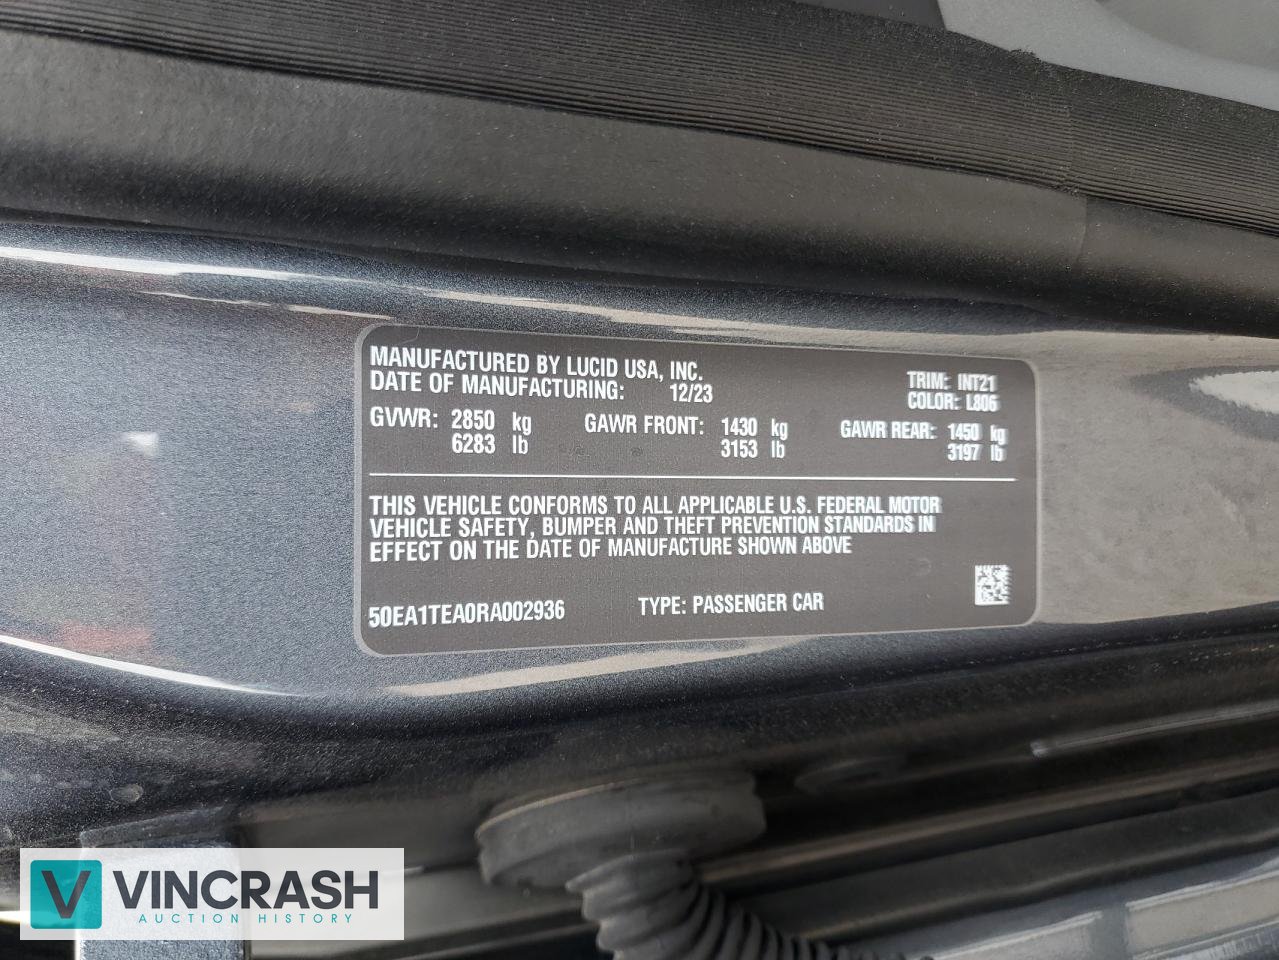 MANUFACTURED BY LUCID USA, INC.
DATE OF MANUFACTURING: 12/23
TRIM: INT21
COLOR: L806
GVWR: 2850 kg GAWR FRONT: 1430 kg GAWR REAR: 1450 kg
6283 lb 3153 lb 3197 lb
THIS VEHICLE CONFORMS TO ALL APPLICABLE U.S. FEDERAL MOTOR
VEHICLE SAFETY, BUMPER AND THEFT PREVENTION STANDARDS IN
EFFECT ON THE DATE OF MANUFACTURE SHOWN ABOVE
50EA1TEA0RA002936 TYPE: PASSENGER CAR
V VINCRASH
AUCTION HISTORY